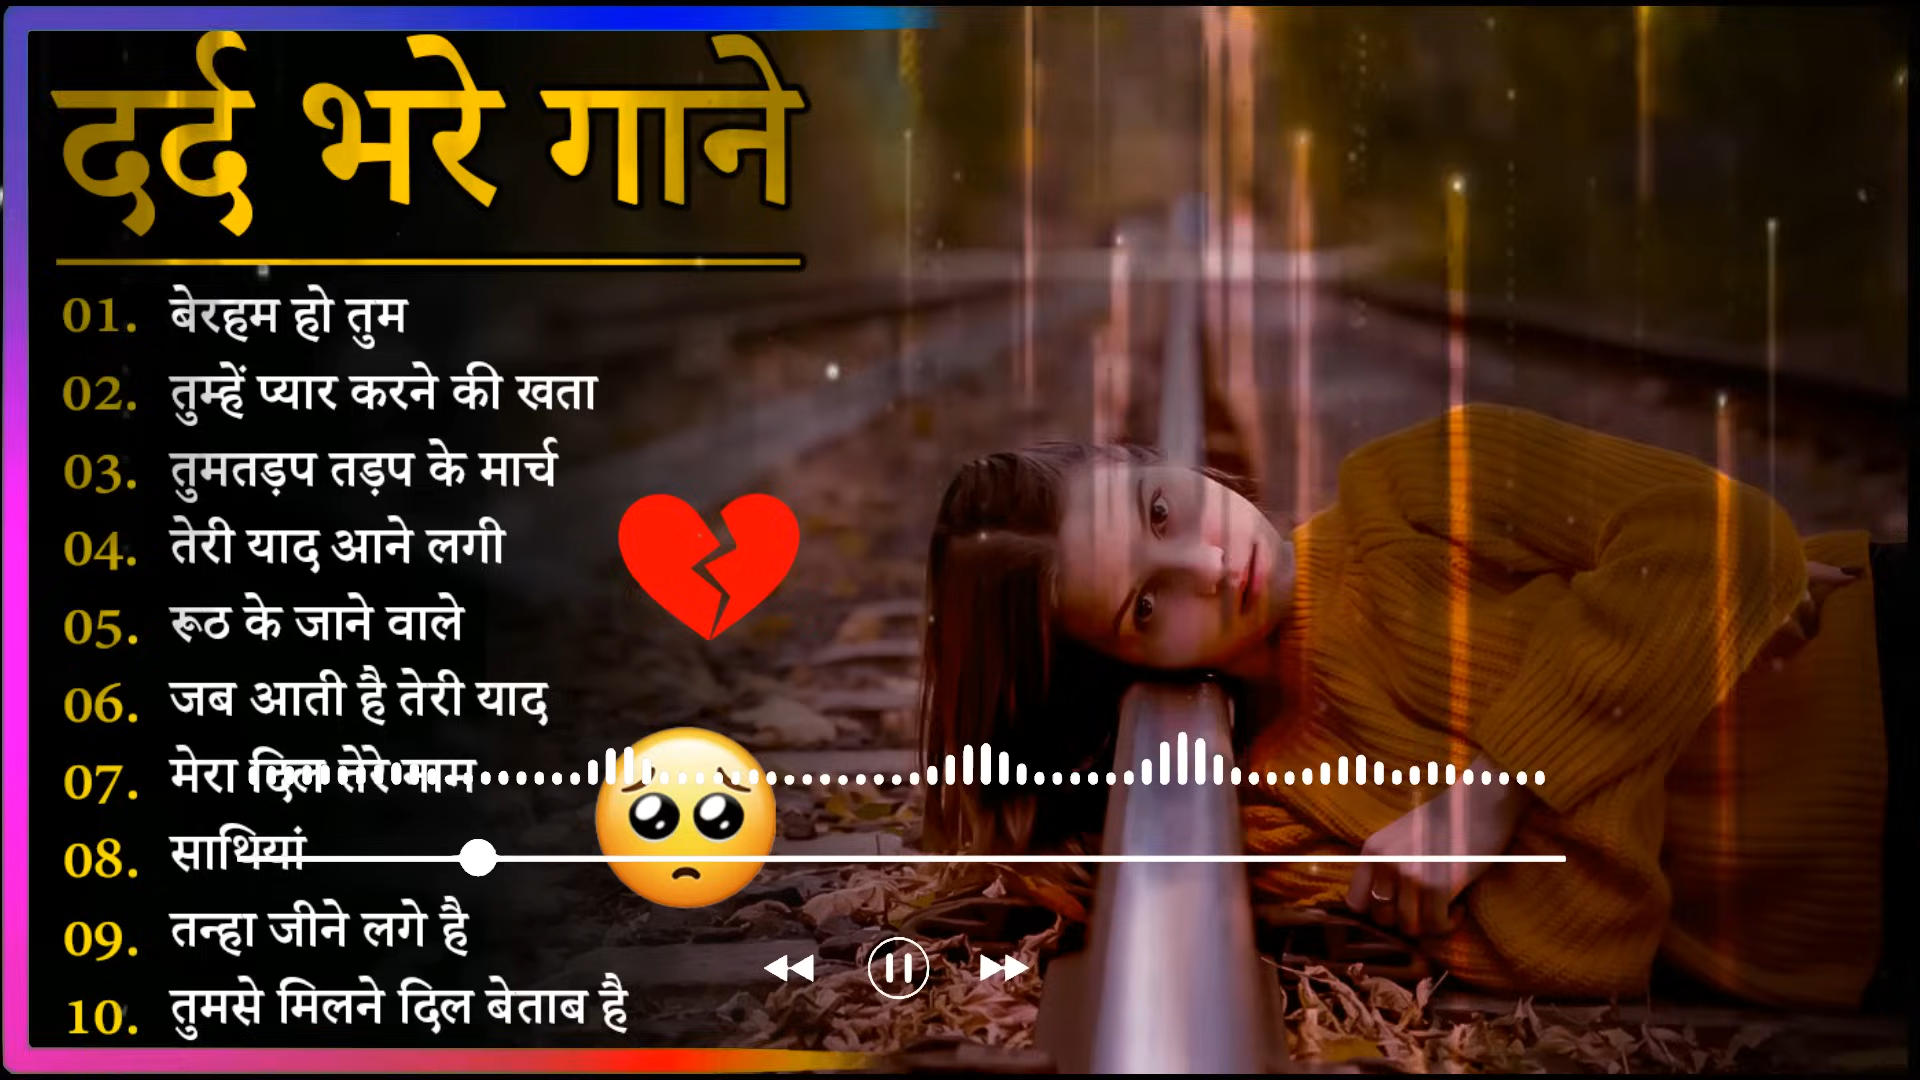 दर्द भरे गाने
01. बेरहम हो तुम
02. तुम्हें प्यार करने की खता
03. तुमतड़प तड़प के मार्च
04. तेरी याद आने लगी
05. रूठ के जाने वाले
06. जब आती है तेरी याद
07. मेरा दिल तेरे नाम
08. साथियां
09. तन्हा जीने लगे है
10. तुमसे मिलने दिल बेताब है